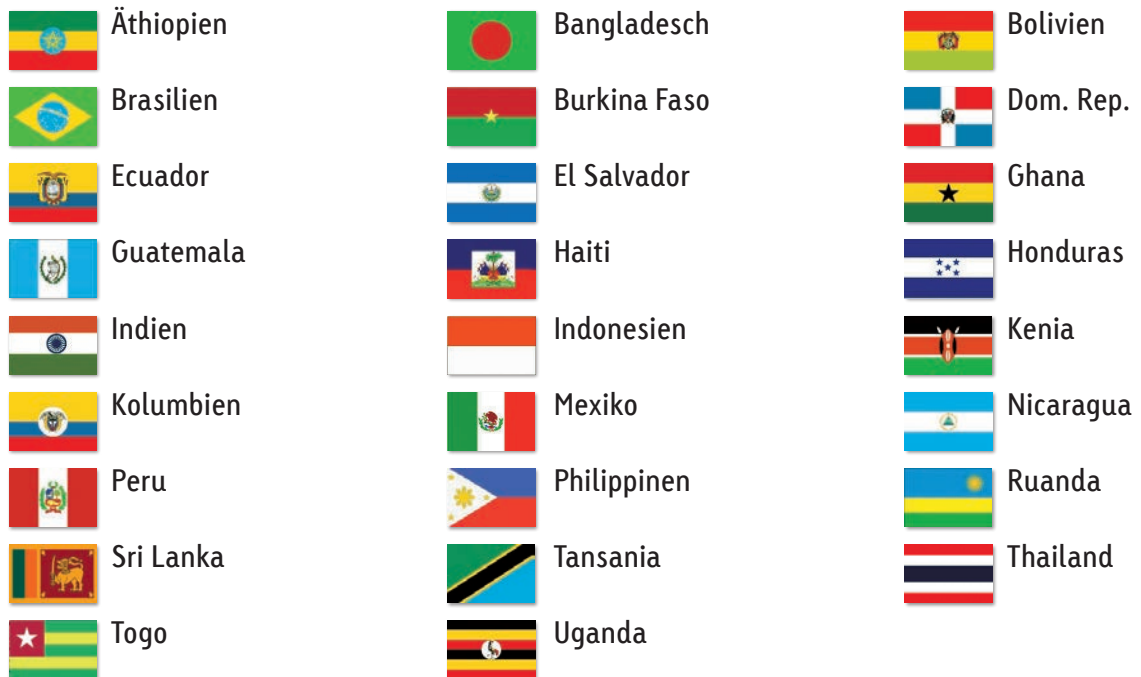 Äthiopien
Bangladesch
Bolivien
Brasilien
Burkina Faso
Dom. Rep.
Ecuador
El Salvador
Ghana
Guatemala
Haiti
Honduras
Indien
Indonesien
Kenia
Kolumbien
Mexiko
Nicaragua
Peru
Philippinen
Ruanda
Sri Lanka
Tansania
Thailand
Togo
Uganda